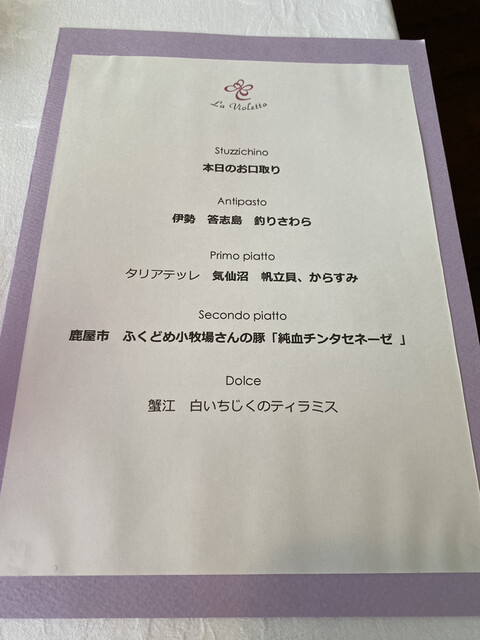 La Violetta
Stuzzichino
本日のお口取り
Antipasto
伊勢　答志島　釣りさわら
Primo piatto
タリアテッレ　気仙沼　帆立貝、からすみ
Secondo piatto
鹿屋市　ふくどめ小牧場さんの豚「純血チンタセネーゼ 」
Dolce
蟹江　白いちじくのティラミス